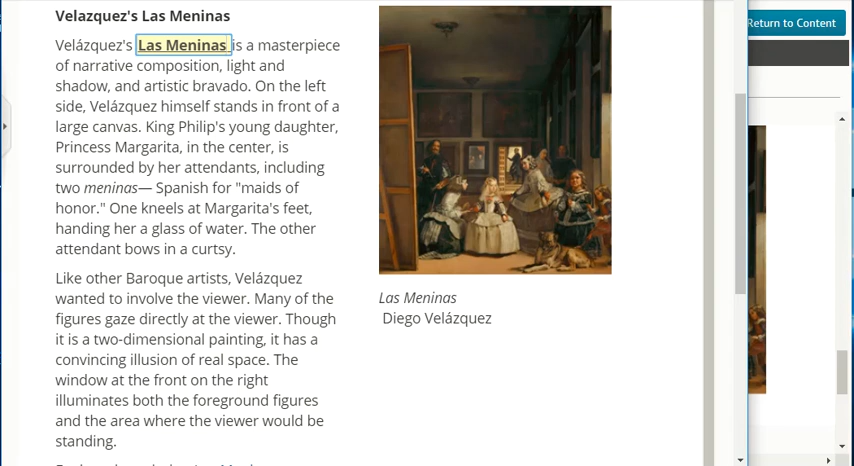 Velazquez's Las Meninas
Return to Content
Velázquez's Las Meninas is a masterpiece
of narrative composition, light and
shadow, and artistic bravado. On the left
side, Velázquez himself stands in front of a
large canvas. King Philip's young daughter,
Princess Margarita, in the center, is
surrounded by her attendants, including
two meninas— Spanish for "maids of
honor." One kneels at Margarita's feet,
handing her a glass of water. The other
attendant bows in a curtsy.
Like other Baroque artists, Velázquez
wanted to involve the viewer. Many of the
figures gaze directly at the viewer. Though
it is a two-dimensional painting, it has a
convincing illusion of real space. The
window at the front on the right
illuminates both the foreground figures
and the area where the viewer would be
standing.
Las Meninas
Diego Velázquez